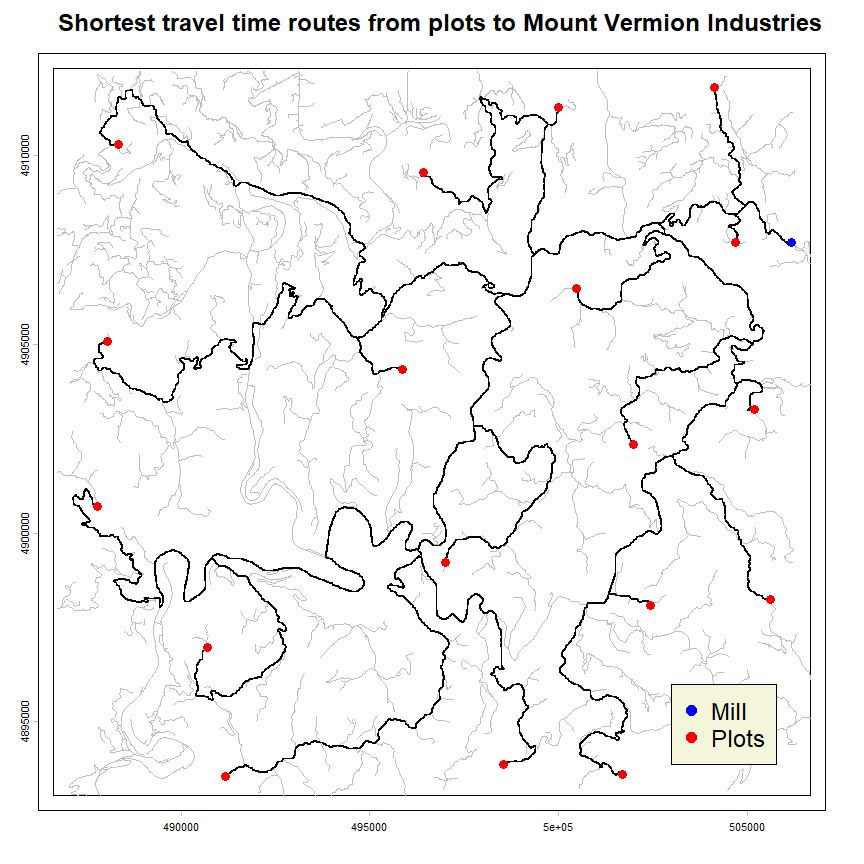 Shortest travel time routes from plots to Mount Vermion Industries
4910000
4905000
4900000
4895000
Mill
Plots
490000 495000 5e+05 505000